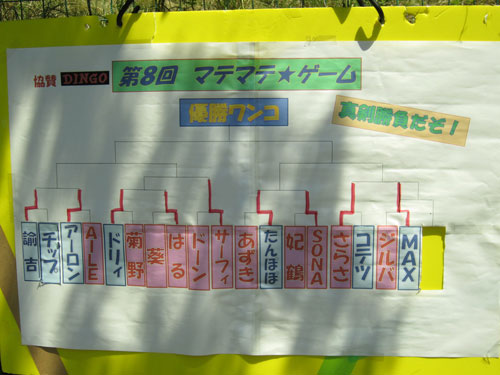 協賛 DINGO 第8回 マテマテ★ゲーム
優勝ワンコ
真剣勝負だぞ!
諭吉
チップ
アーロン
AILE
ドリィ
菊野
葵
はる
ドーン
サーフィ
あずき
たんぽぽ
妃鶴
SONA
さらさ
コテツ
ジルバ
MAX